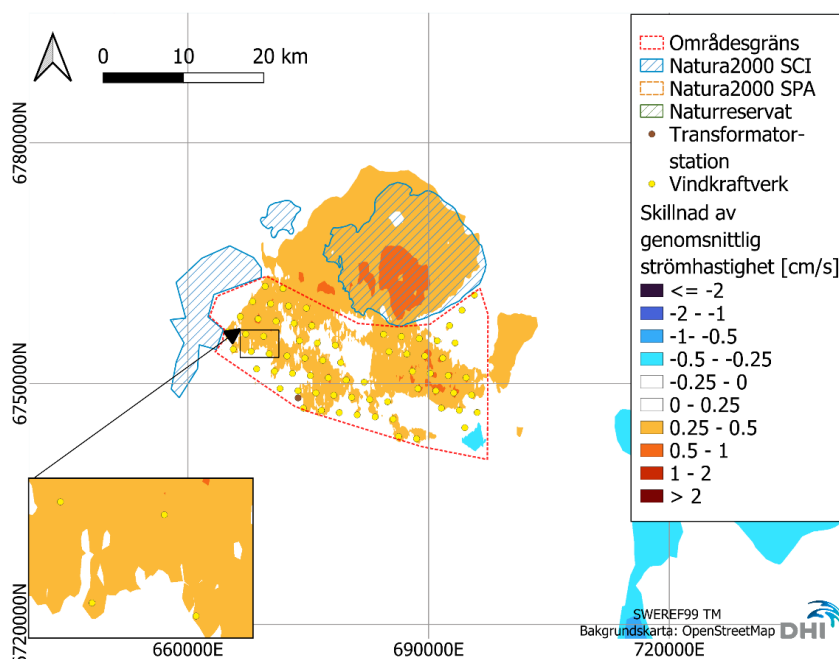 0 10 20 km
Områdesgräns
Natura2000 SCI
Natura2000 SPA
Naturreservat
Transformator-
station
Vindkraftverk
Skillnad av
genomsnittlig
strömhastighet [cm/s]
<= -2
-2 - -1
-1- -0.5
-0.5 - -0.25
-0.25 - 0
0 - 0.25
0.25 - 0.5
0.5 - 1
1 - 2
> 2
6780000N
6750000N
6720000N
660000E
690000E
720000E
SWEREF99 TM
Bakgrundskarta: OpenStreetMap
DHI